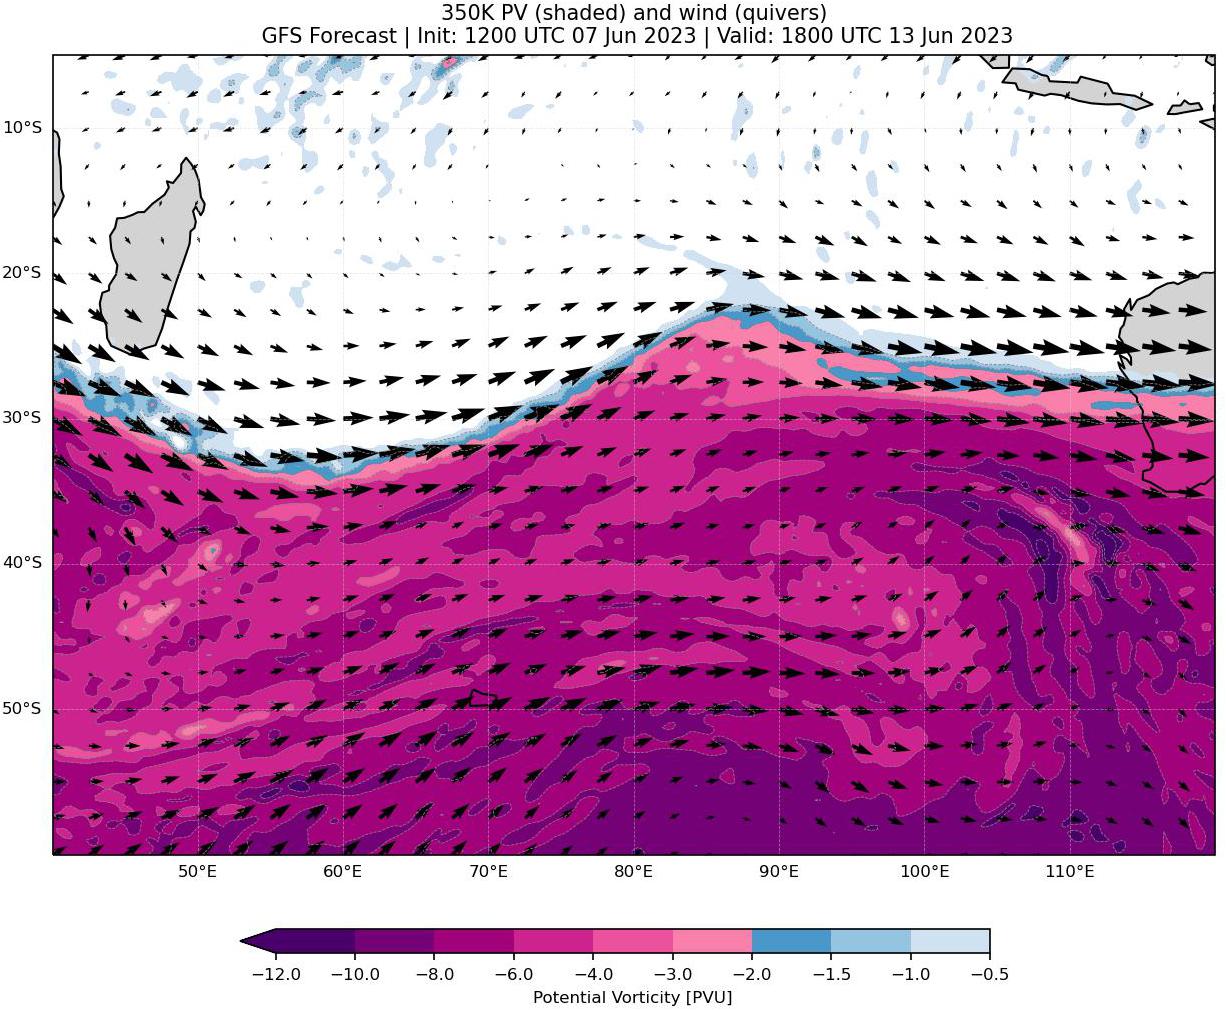 350K PV (shaded) and wind (quivers)
GFS Forecast | Init: 1200 UTC 07 Jun 2023 | Valid: 1800 UTC 13 Jun 2023
10°S
20°S
30°S
40°S
50°S
50°E 60°E 70°E 80°E 90°E 100°E 110°E
−12.0 −10.0 −8.0 −6.0 −4.0 −3.0 −2.0 −1.5 −1.0 −0.5
Potential Vorticity [PVU]